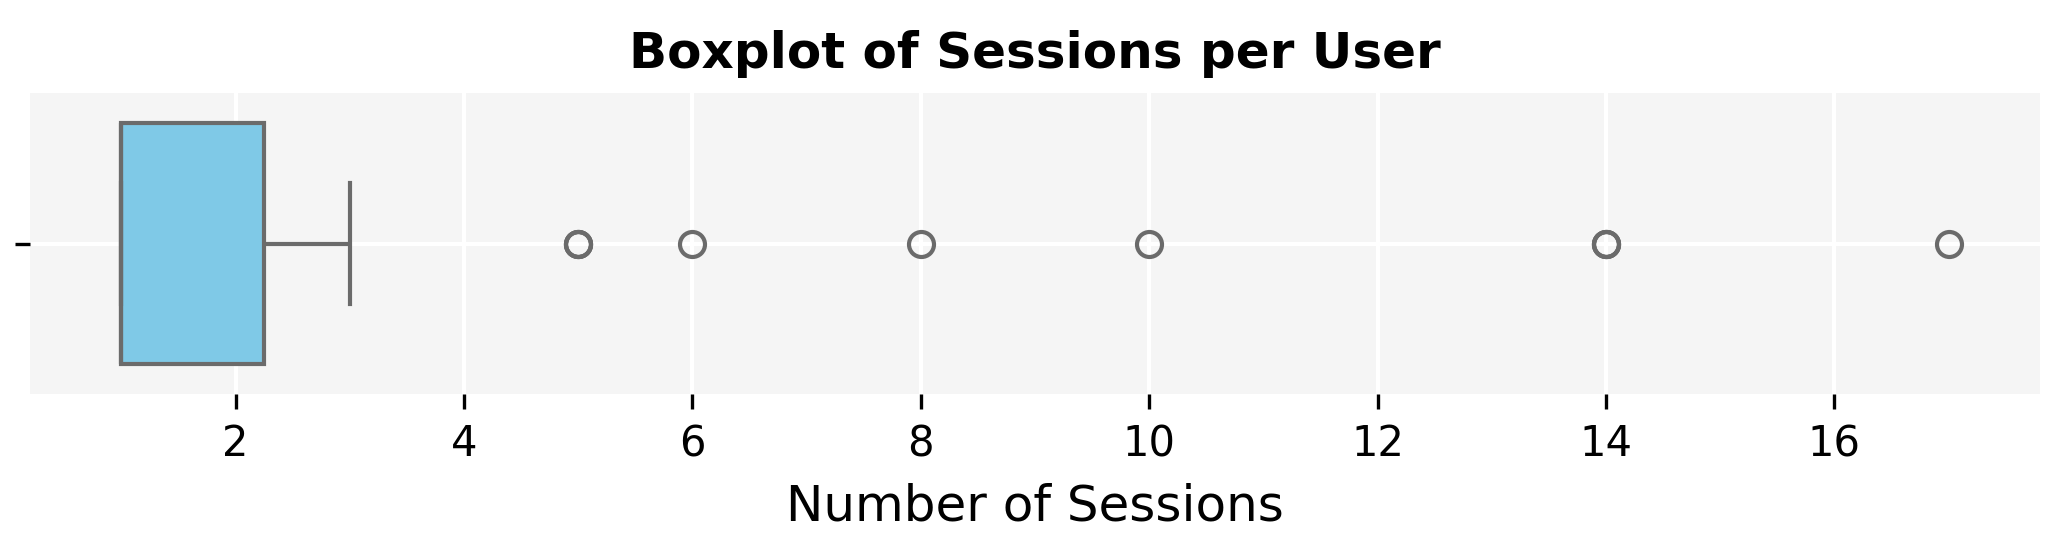 Boxplot of Sessions per User
2 4 6 8 10 12 14 16
Number of Sessions